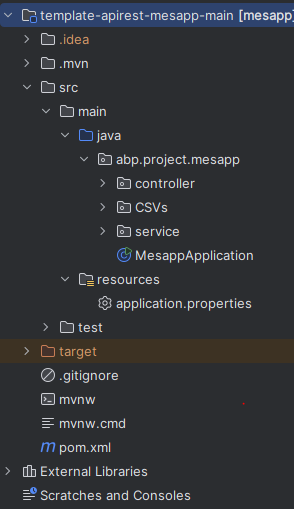 template-apirest-mesapp-main [mesapp]
.idea
.mvn
src
main
java
abp.project.mesapp
controller
CSVs
service
MesappApplication
resources
application.properties
test
target
.gitignore
mvnw
mvnw.cmd
pom.xml
External Libraries
Scratches and Consoles